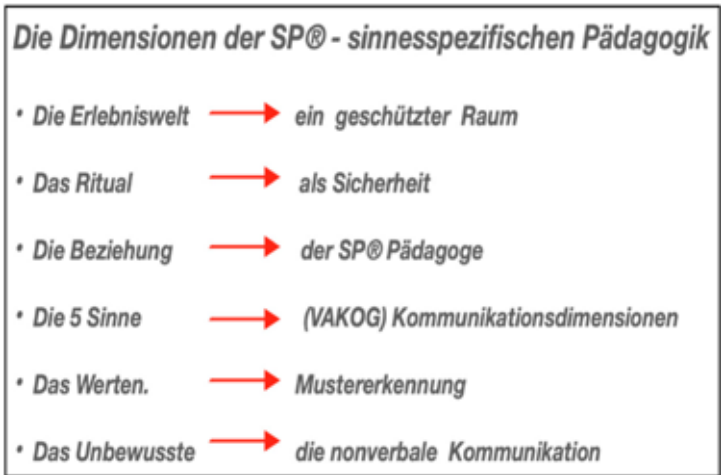 Die Dimensionen der SP® - sinnesspezifischen Pädagogik
• Die Erlebniswelt → ein geschützter Raum
• Das Ritual → als Sicherheit
• Die Beziehung → der SP® Pädagoge
• Die 5 Sinne → (VAKOG) Kommunikationsdimensionen
• Das Werten. → Mustererkennung
• Das Unbewusste → die nonverbale Kommunikation